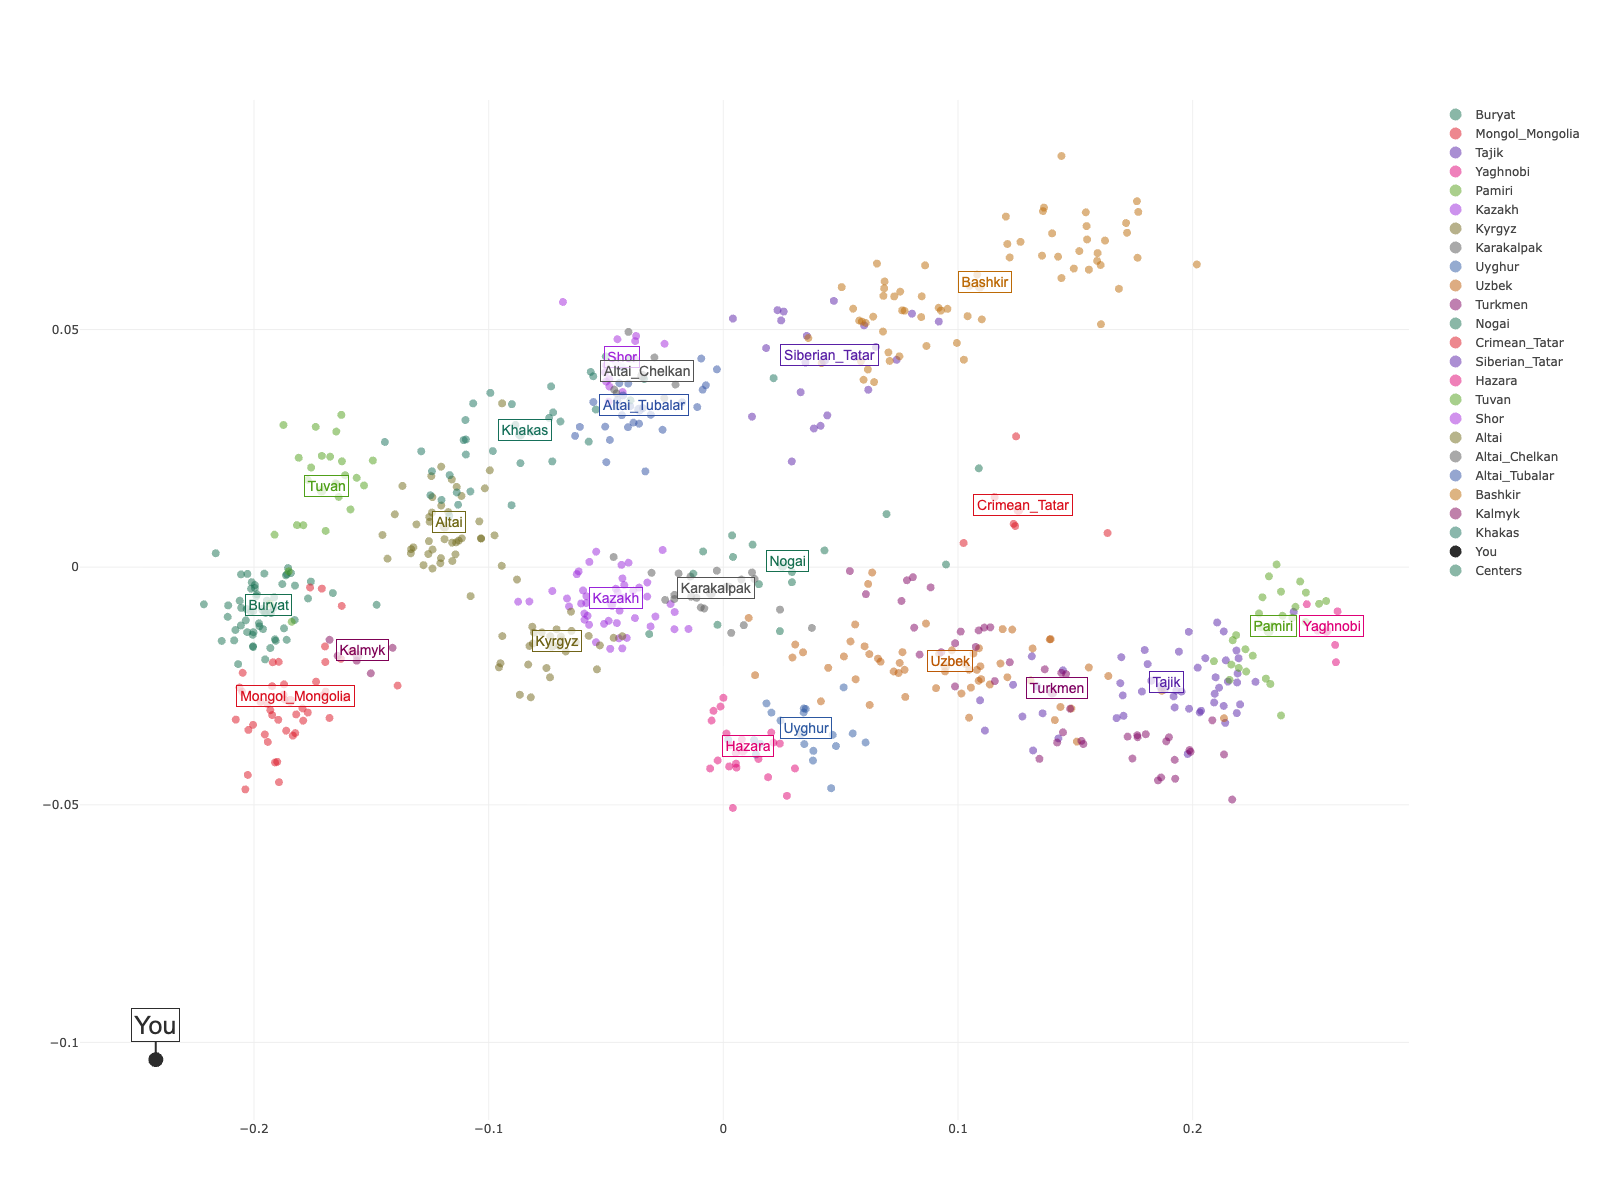 Buryat
Mongol_Mongolia
Tajik
Yaghnobi
Pamiri
Kazakh
Kyrgyz
Karakalpak
Uyghur
Uzbek
Turkmen
Nogai
Crimean_Tatar
Siberian_Tatar
Hazara
Tuvan
Shor
Altai
Altai_Chelkan
Altai_Tubalar
Bashkir
Kalmyk
Khakas
You
Centers
Bashkir
0.05
Shor
Siberian_Tatar
Altai_Chelkan
Altai_Tubalar
Khakas
Tuvan
Crimean_Tatar
Altai
Nogai
0
Karakalpak
Kazakh
Buryat
Pamiri
Yaghnobi
Kyrgyz
Kalmyk
Uzbek
Tajik
Turkmen
Mongol_Mongolia
Uyghur
Hazara
−0.05
You
−0.1
−0.2
−0.1
0
0.1
0.2